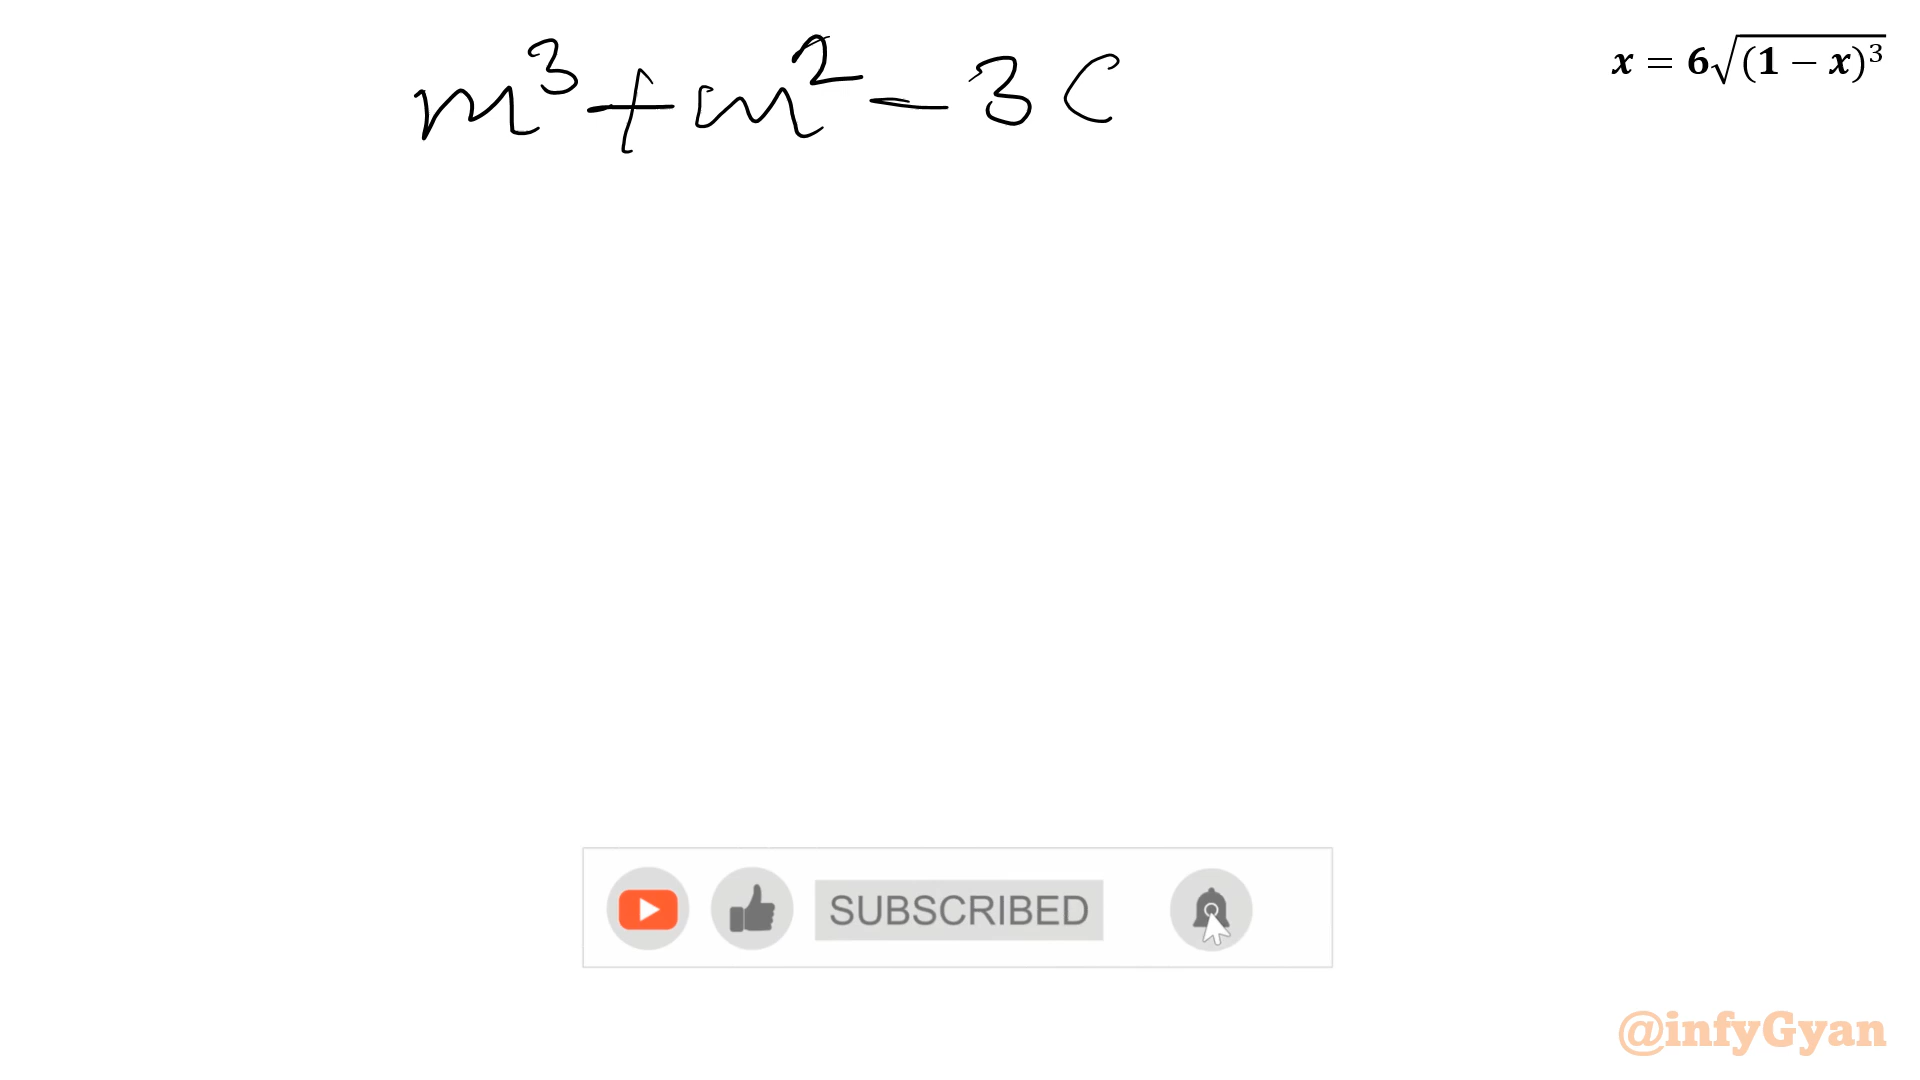 m³+m²-3C
x = 6√(1 − x)³
SUBSCRIBED
@infyGyan